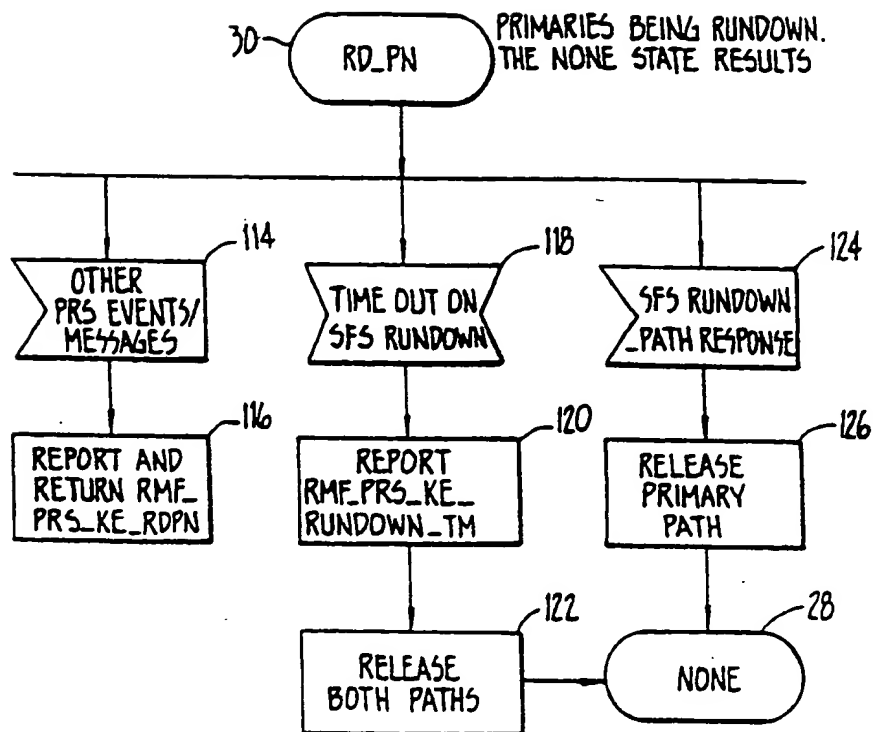 30
RD_PN
PRIMARIES BEING RUNDOWN.
THE NONE STATE RESULTS
114
OTHER
PRS EVENTS/
MESSAGES
118
TIME OUT ON
SFS RUNDOWN
124
SFS RUNDOWN
_PATH RESPONSE
116
REPORT AND
RETURN RMF_
PRS_KE_RDPN
120
REPORT
RMF_PRS_KE_
RUNDOWN_TM
126
RELEASE
PRIMARY
PATH
122
RELEASE
BOTH PATHS
28
NONE